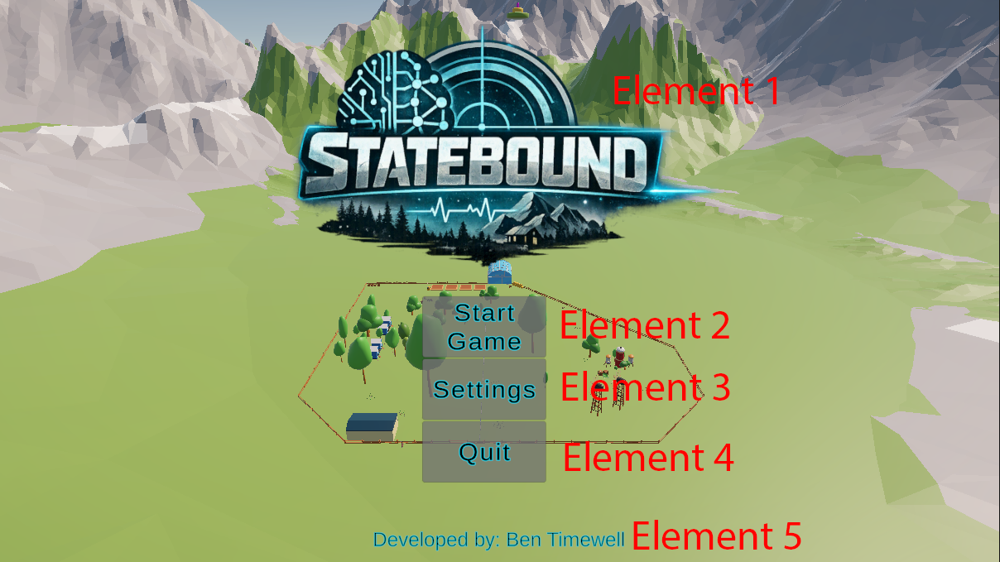 Element 1
STATEBOUND
Start
Game
Element 2
Settings
Element 3
Quit
Element 4
Developed by: Ben Timewell
Element 5